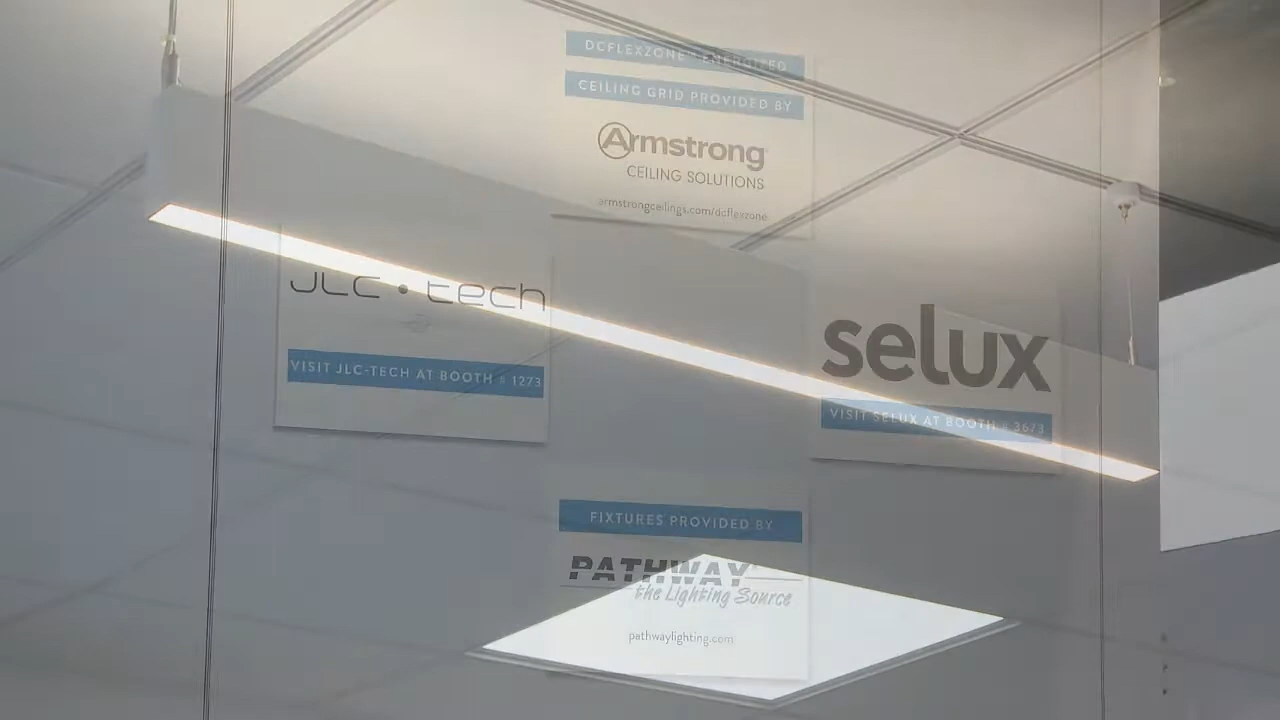 DCFLEXZONE™ ENERGIZED
CEILING GRID PROVIDED BY
Armstrong
CEILING SOLUTIONS
armstrongceilings.com/dcflexzone
JLC • tech
VISIT JLC-TECH AT BOOTH # 1273
selux
VISIT SELUX AT BOOTH # 3673
FIXTURES PROVIDED BY
PATHWAY
the Lighting Source
pathwaylighting.com